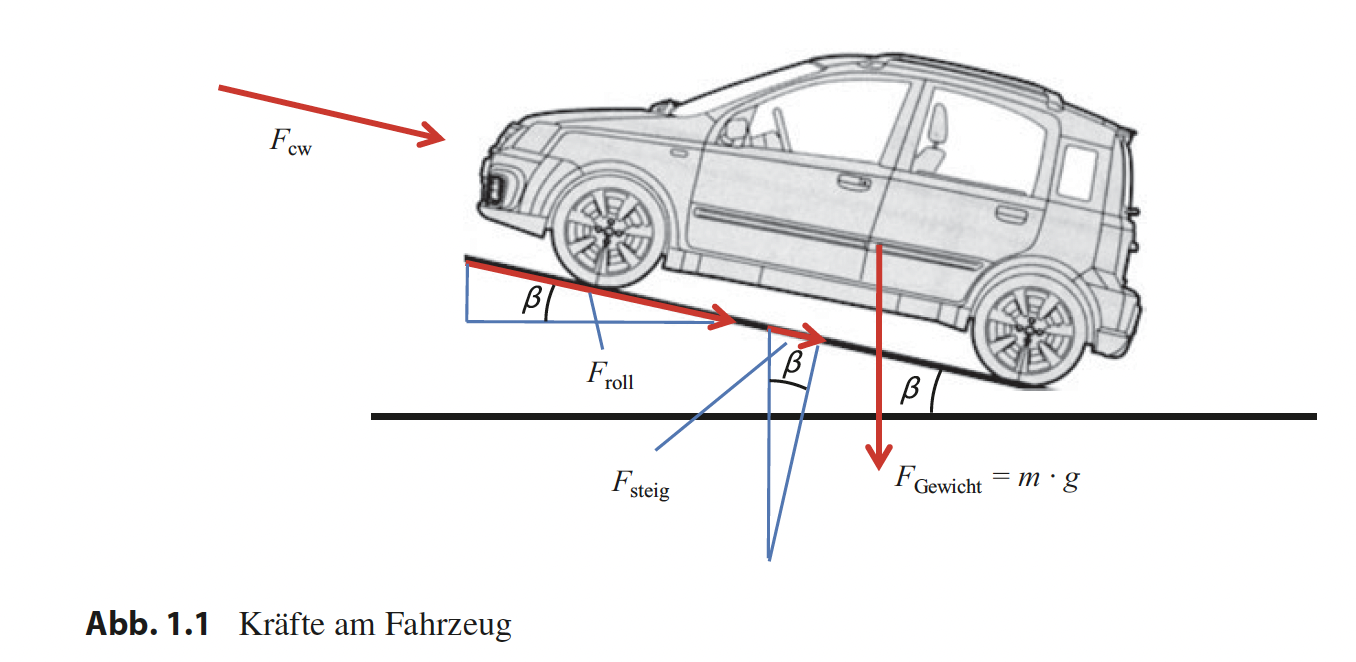 F_cw
β
F_roll
β
β
F_steig
F_Gewicht = m · g
Abb. 1.1 Kräfte am Fahrzeug